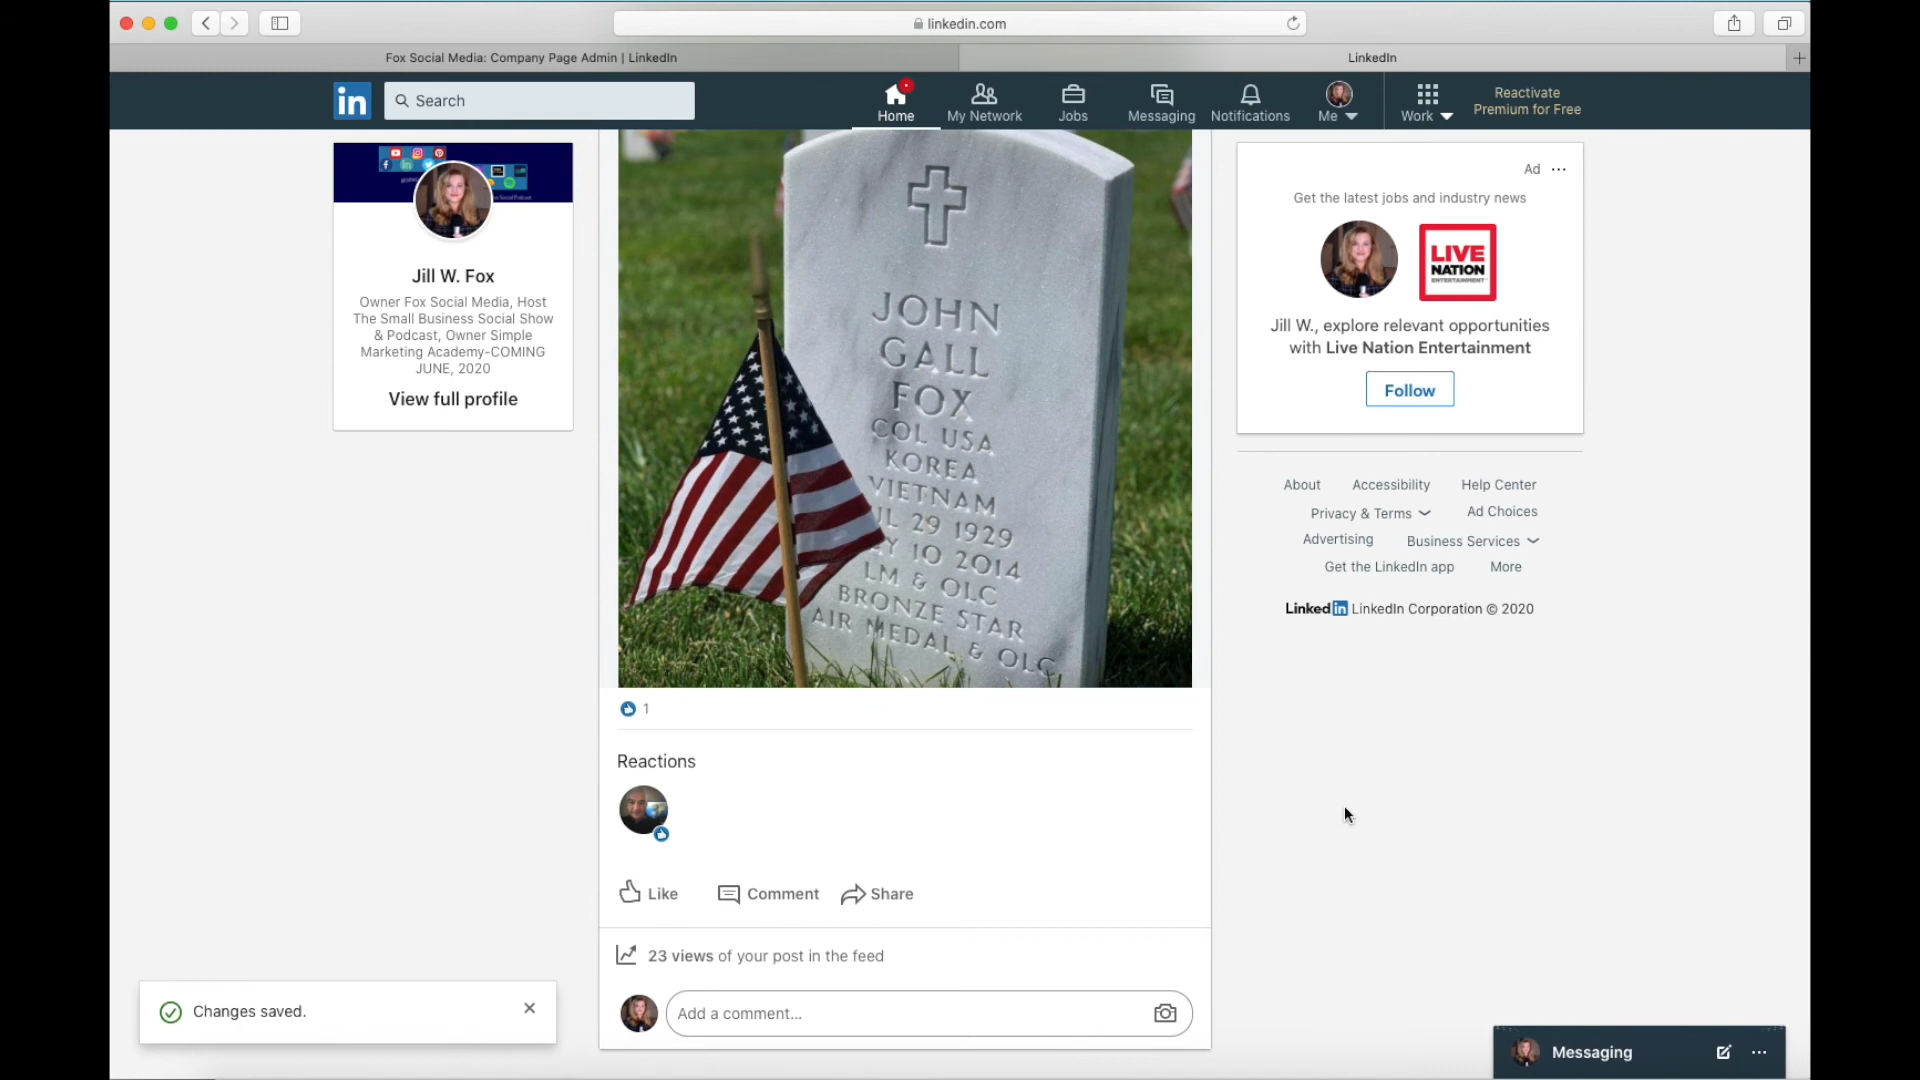 linkedin.com
Fox Social Media: Company Page Admin | LinkedIn
LinkedIn
in
Search
Home
My Network
Jobs
Messaging
Notifications
Me
Work
Reactivate
Premium for Free
Jill W. Fox
Owner Fox Social Media, Host
The Small Business Social Show
& Podcast, Owner Simple
Marketing Academy-COMING
JUNE, 2020
View full profile
JOHN
GALL
FOX
COL USA
KOREA
VIETNAM
UL 29 1929
Y 10 2014
LM & OLC
BRONZE STAR
AIR MEDAL & OLC
1
Reactions
Like
Comment
Share
23 views of your post in the feed
Add a comment...
Changes saved.
Ad
Get the latest jobs and industry news
LIVE
NATION
ENTERTAINMENT
Jill W., explore relevant opportunities
with Live Nation Entertainment
Follow
About
Accessibility
Help Center
Privacy & Terms
Ad Choices
Advertising
Business Services
Get the LinkedIn app
More
Linkedin LinkedIn Corporation © 2020
Messaging